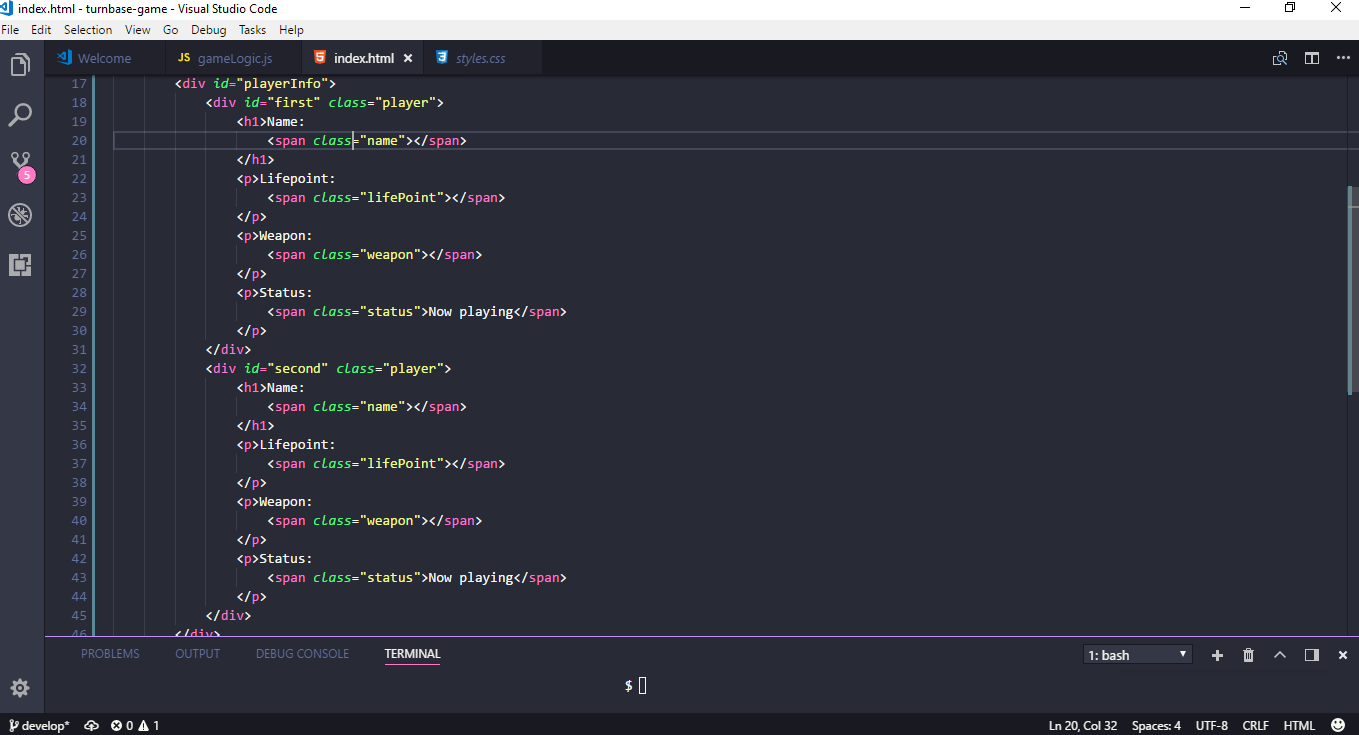 index.html - turnbase-game - Visual Studio Code
File Edit Selection View Go Debug Tasks Help
Welcome JS gameLogic.js index.html × styles.css
17 <div id="playerInfo">
18 <div id="first" class="player">
19 <h1>Name:
20 <span class="name"></span>
21 </h1>
22 <p>Lifepoint:
23 <span class="lifePoint"></span>
24 </p>
25 <p>Weapon:
26 <span class="weapon"></span>
27 </p>
28 <p>Status:
29 <span class="status">Now playing</span>
30 </p>
31 </div>
32 <div id="second" class="player">
33 <h1>Name:
34 <span class="name"></span>
35 </h1>
36 <p>Lifepoint:
37 <span class="lifePoint"></span>
38 </p>
39 <p>Weapon:
40 <span class="weapon"></span>
41 </p>
42 <p>Status:
43 <span class="status">Now playing</span>
44 </p>
45 </div>
46 </div>
5
PROBLEMS OUTPUT DEBUG CONSOLE TERMINAL 1: bash
$
develop* 0 1 Ln 20, Col 32 Spaces: 4 UTF-8 CRLF HTML